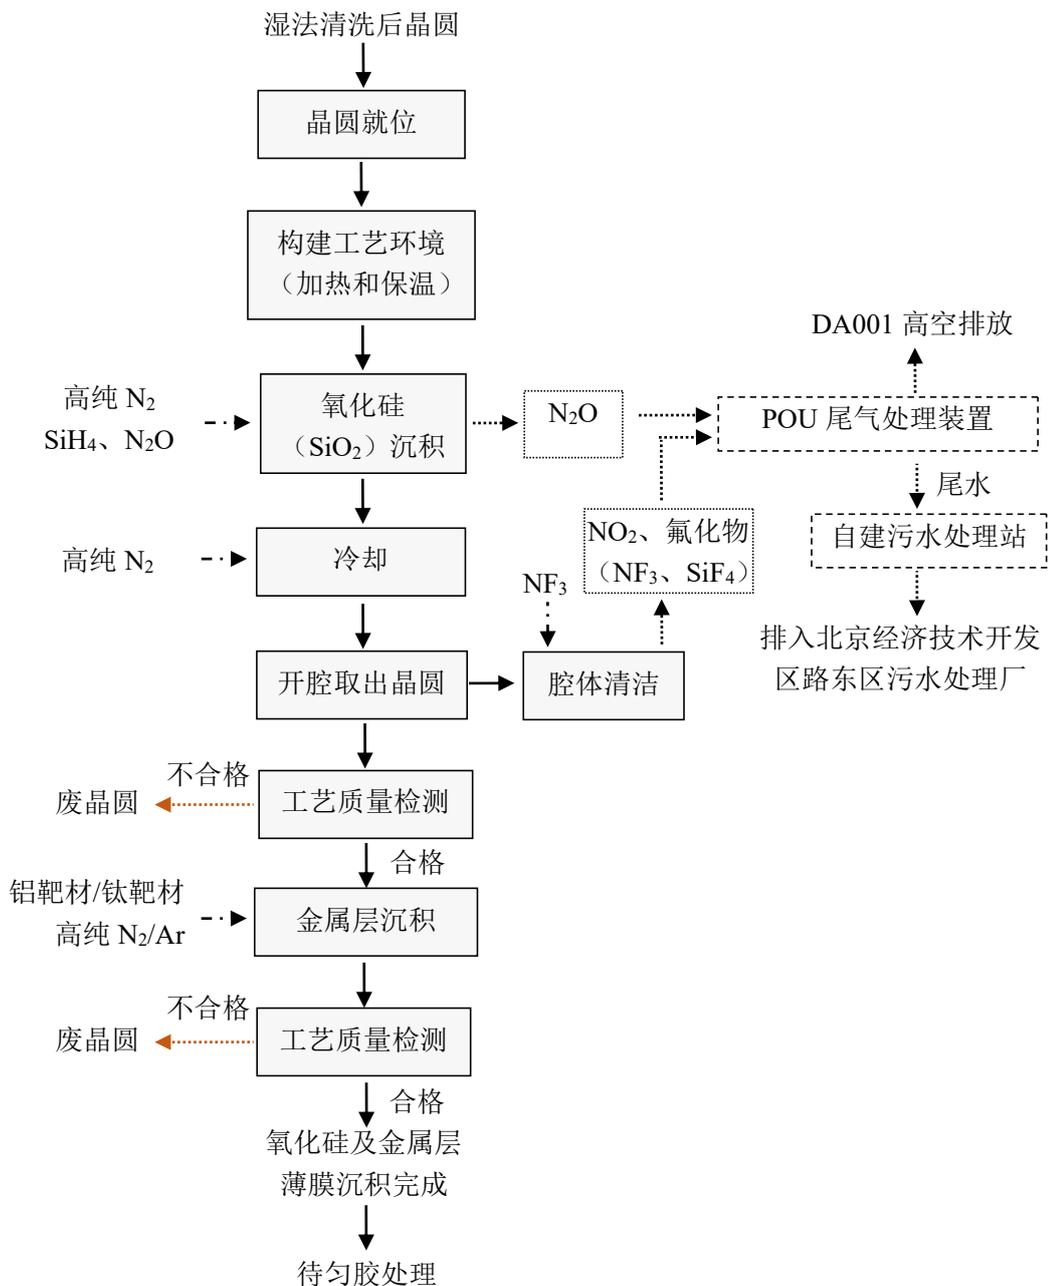 湿法清洗后晶圆
晶圆就位
构建工艺环境
（加热和保温）
DA001 高空排放
高纯 N₂
SiH₄、N₂O
氧化硅
（SiO₂）沉积
N₂O
POU 尾气处理装置
尾水
高纯 N₂
冷却
NO₂、氟化物
（NF₃、SiF₄）
自建污水处理站
NF₃
开腔取出晶圆
腔体清洁
排入北京经济技术开发
区路东区污水处理厂
不合格
废晶圆
工艺质量检测
合格
铝靶材/钛靶材
高纯 N₂/Ar
金属层沉积
不合格
废晶圆
工艺质量检测
合格
氧化硅及金属层
薄膜沉积完成
待匀胶处理